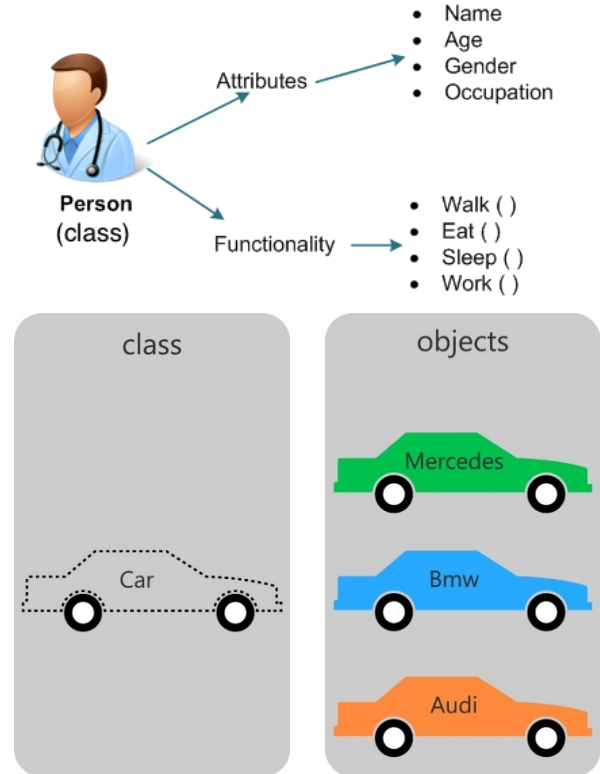 Name
Age
Gender
Occupation
Attributes
Person
(class)
Functionality
Walk ( )
Eat ( )
Sleep ( )
Work ( )
class
Car
objects
Mercedes
Bmw
Audi